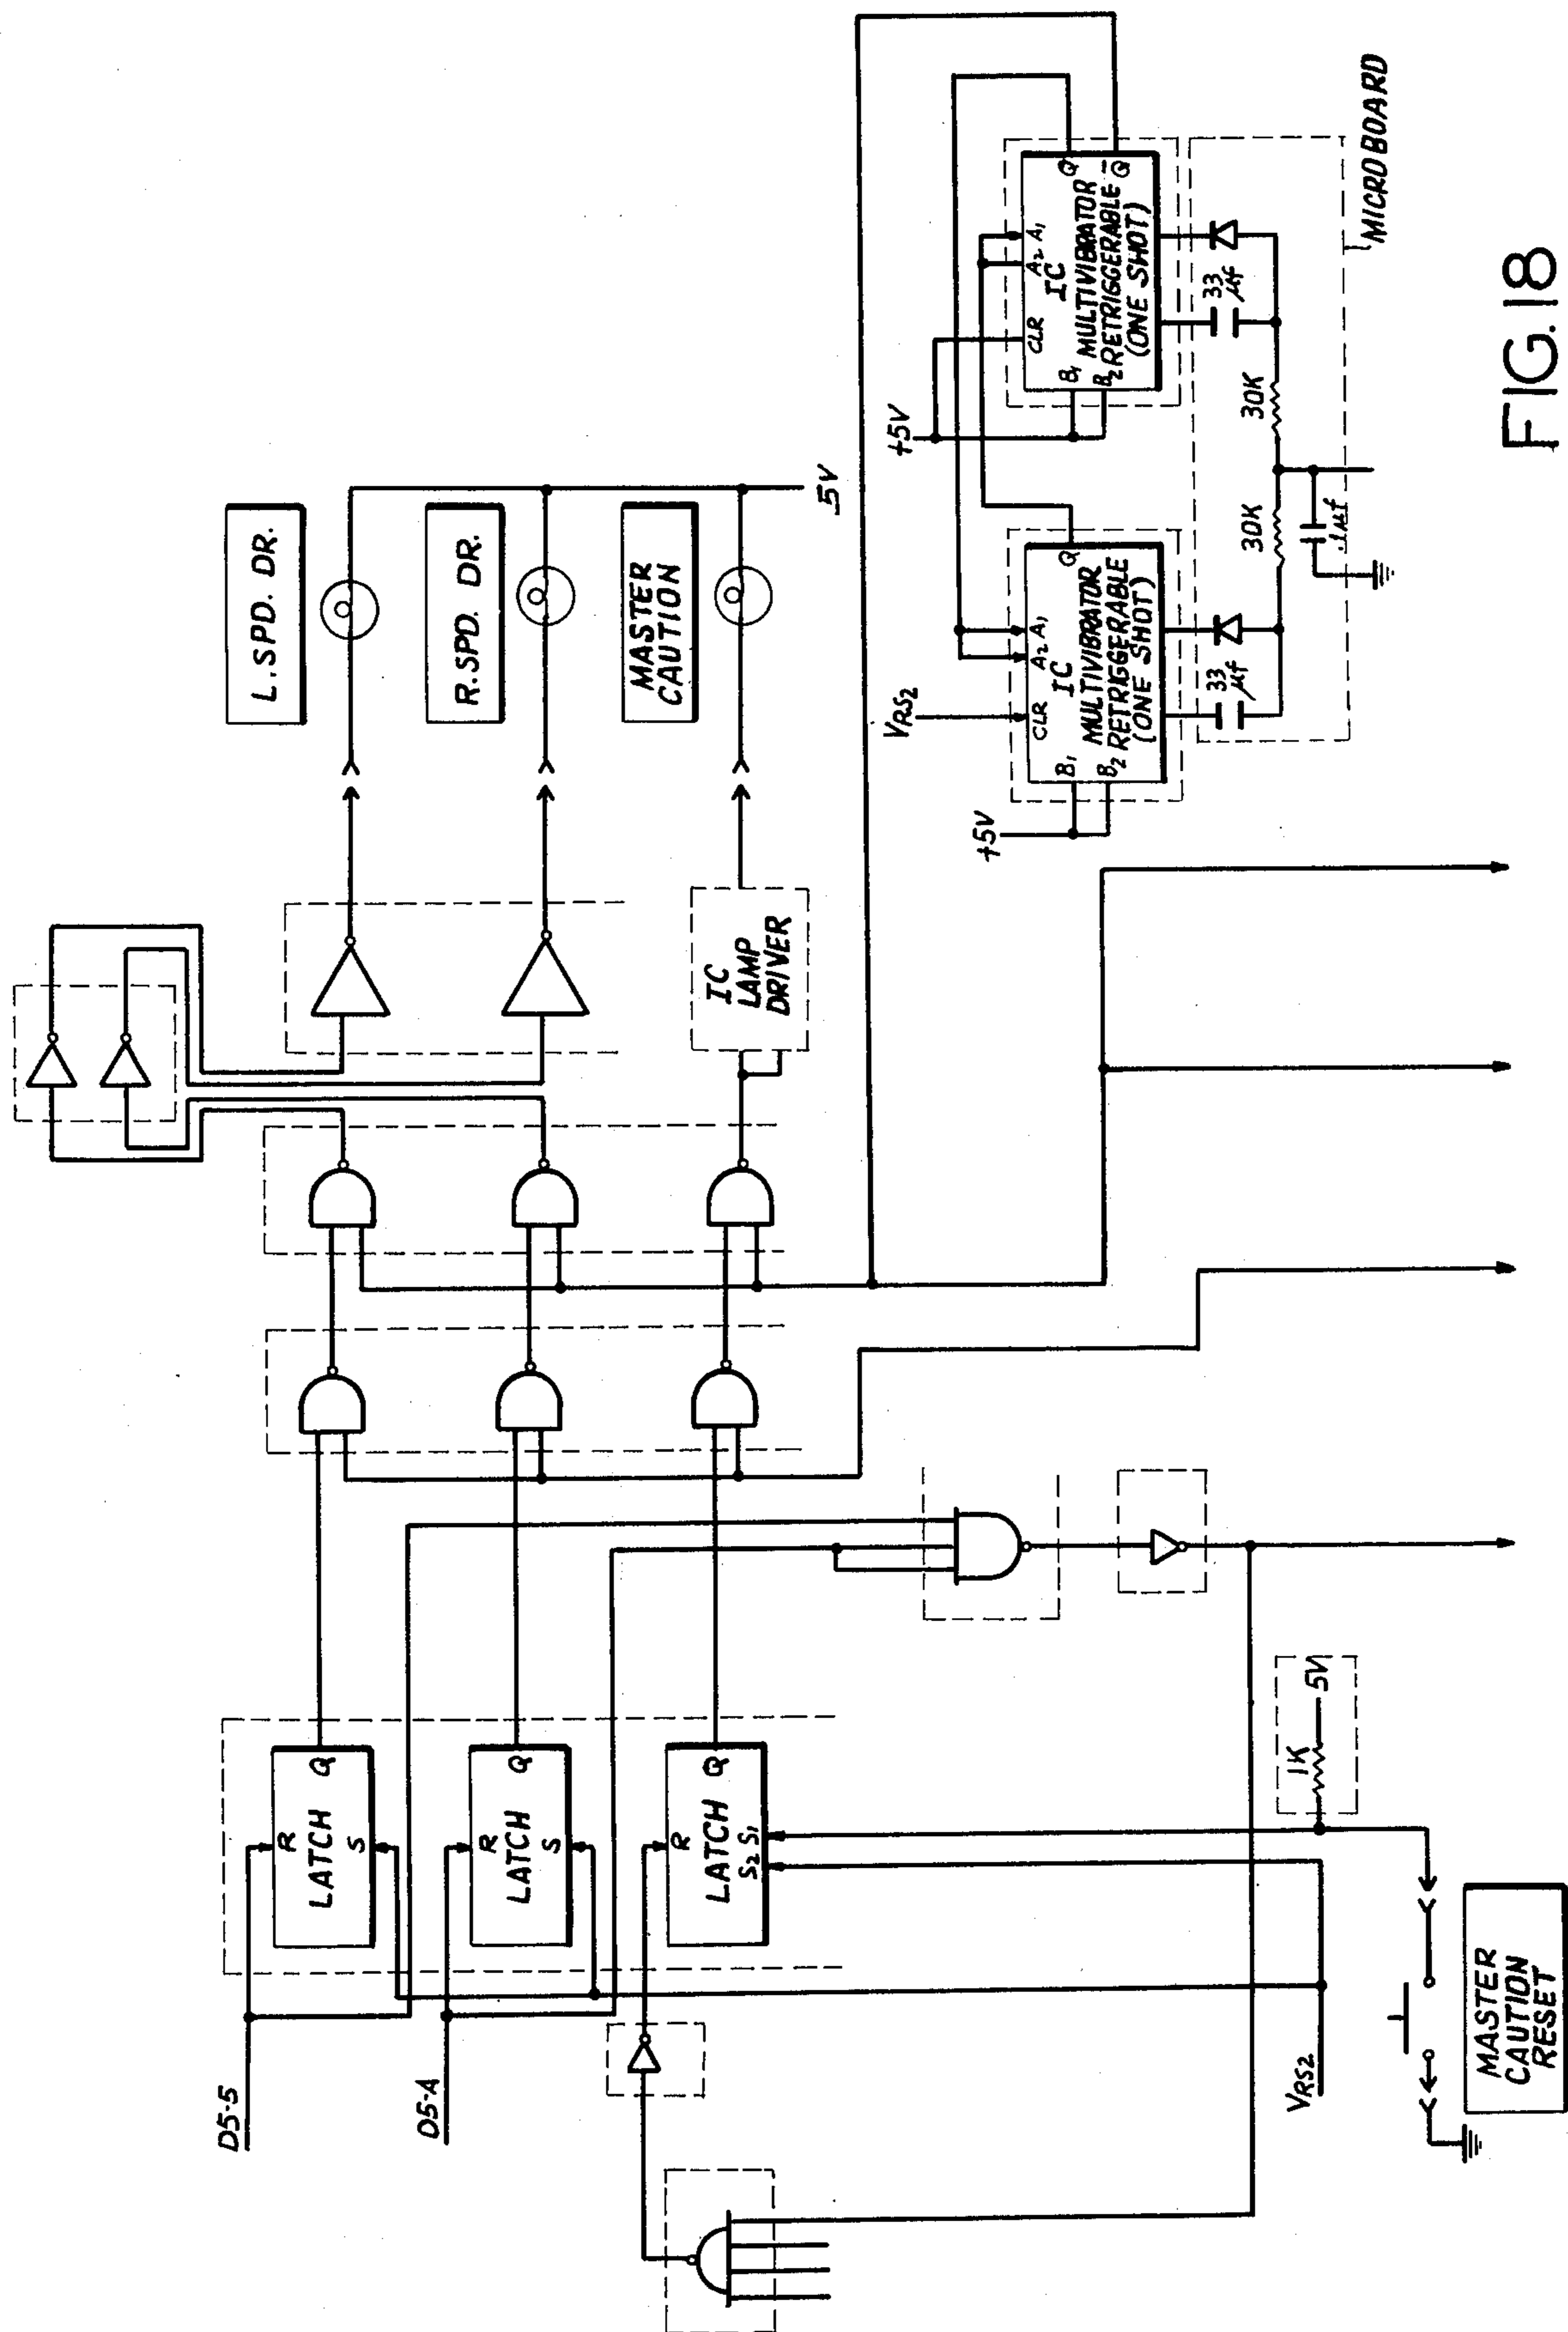 D5-5
D5-4
R
LATCH Q
S
R
LATCH Q
S
R
LATCH Q
S2 S1
VRS2
1K
5V
MASTER
CAUTION
RESET
IC
LAMP
DRIVER
L. SPD. DR.
R. SPD. DR.
MASTER
CAUTION
5V
+5V
VRS2
B1
B2
CLR
A2 A1
IC
MULTIVIBRATOR
RETRIGGERABLE
(ONE SHOT)
Q
33
µf
30K
.1µf
+5V
B1
B2
CLR
A2 A1
IC
MULTIVIBRATOR
RETRIGGERABLE
(ONE SHOT)
Q
Q̅
33
µf
30K
MICROBOARD
FIG. 18